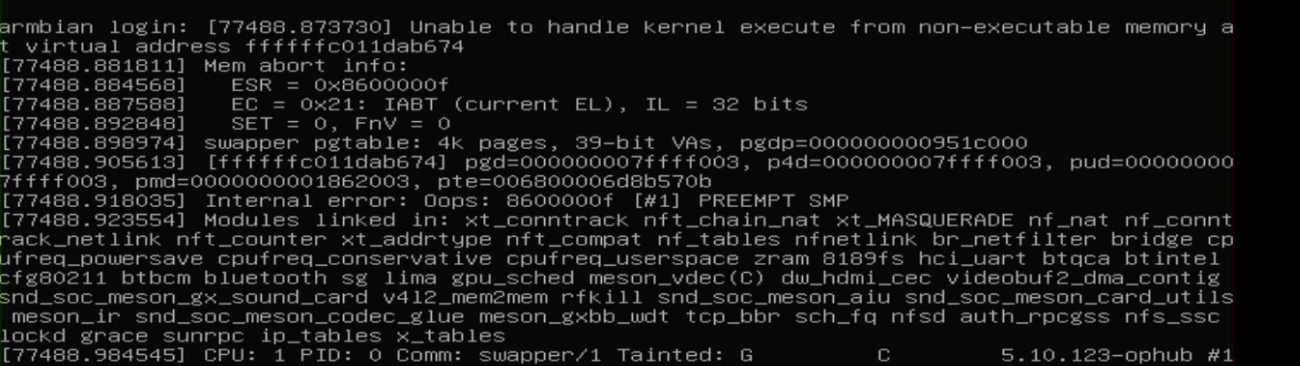 armbian login: [77488.873730] Unable to handle kernel execute from non-executable memory a
t virtual address ffffffc011dab674
[77488.881811] Mem abort info:
[77488.884568]   ESR = 0x8600000f
[77488.887588]   EC = 0x21: IABT (current EL), IL = 32 bits
[77488.892848]   SET = 0, FnV = 0
[77488.898974] swapper pgtable: 4k pages, 39-bit VAs, pgdp=000000000951c000
[77488.905613] [ffffffc011dab674] pgd=000000007ffff003, p4d=000000007ffff003, pud=00000000
7ffff003, pmd=0000000001862003, pte=006800006d8b570b
[77488.918035] Internal error: Oops: 8600000f [#1] PREEMPT SMP
[77488.923554] Modules linked in: xt_conntrack nft_chain_nat xt_MASQUERADE nf_nat nf_connt
rack_netlink nft_counter xt_addrtype nft_compat nf_tables nfnetlink br_netfilter bridge cp
ufreq_powersave cpufreq_conservative cpufreq_userspace zram 8189fs hci_uart btqca btintel
cfg80211 btbcm bluetooth sg lima gpu_sched meson_vdec(C) dw_hdmi_cec videobuf2_dma_contig
snd_soc_meson_gx_sound_card v4l2_mem2mem rfkill snd_soc_meson_aiu snd_soc_meson_card_utils
 meson_ir snd_soc_meson_codec_glue meson_gxbb_wdt tcp_bbr sch_fq nfsd auth_rpcgss nfs_ssc
lockd grace sunrpc ip_tables x_tables
[77488.984545] CPU: 1 PID: 0 Comm: swapper/1 Tainted: G         C        5.10.123-ophub #1